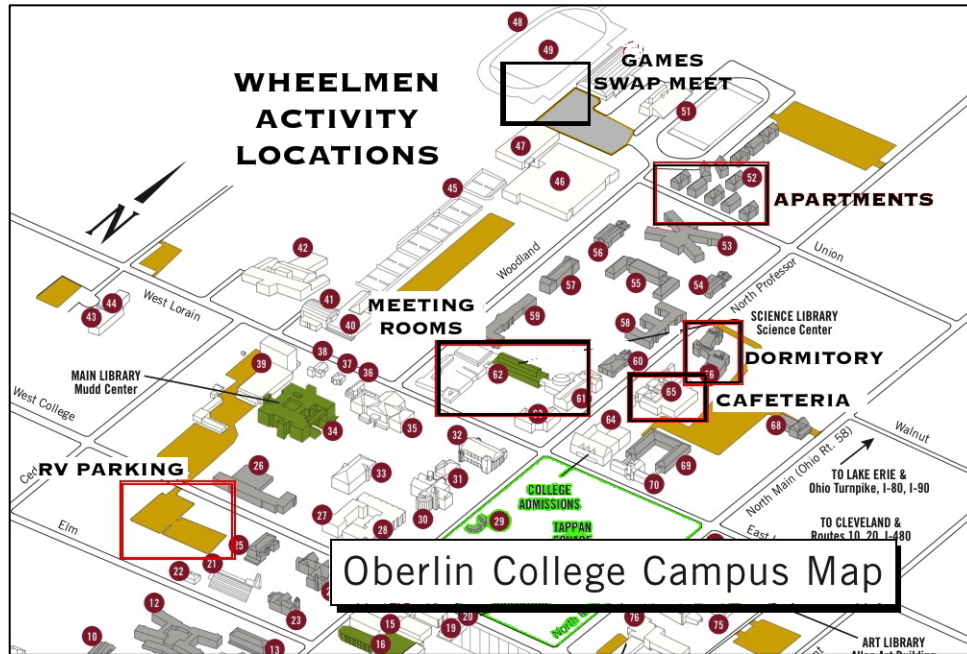 48
49
GAMES
SWAP MEET
WHEELMEN
ACTIVITY
LOCATIONS
51
47
46
45
52
APARTMENTS
N
42
56
53
Woodland
Union
55
54
57
North Professor
West Lorain
44
43
41
40
MEETING
ROOMS
59
58
SCIENCE LIBRARY
Science Center
39
38
37
36
62
60
66
DORMITORY
MAIN LIBRARY
Mudd Center
61
65
CAFETERIA
West College
34
35
63
64
68
Walnut
32
North Main (Ohio Rt. 58)
RV PARKING
26
33
31
69
70
TO LAKE ERIE &
Ohio Turnpike, I-80, I-90
COLLEGE
ADMISSIONS
27
30
28
29
TAPPAN
SQUARE
TO CLEVELAND &
Routes 10, 20, I-480
Elm
25
22
21
Oberlin College Campus Map
23
12
15
20
19
76
75
10
13
16
ART LIBRARY
Allen Art Building